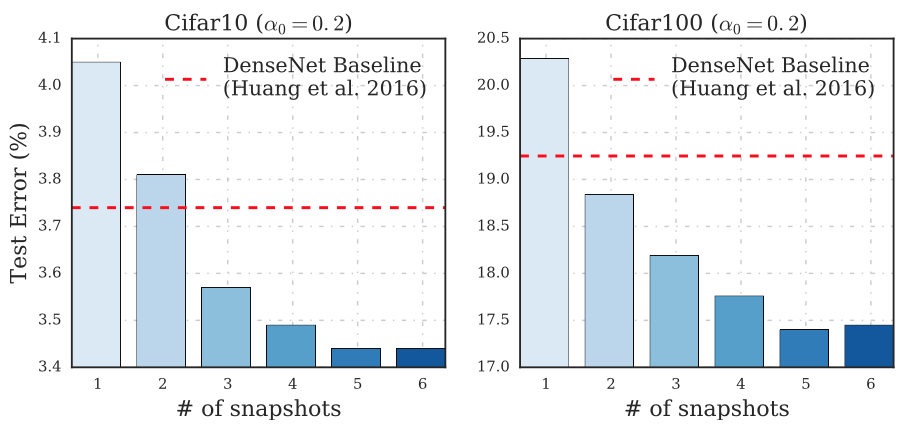 Cifar10 (α₀ = 0.2)
4.1
4.0
3.9
3.8
3.7
3.6
3.5
3.4
Test Error (%)
DenseNet Baseline
(Huang et al. 2016)
1 2 3 4 5 6
# of snapshots
Cifar100 (α₀ = 0.2)
20.5
20.0
19.5
19.0
18.5
18.0
17.5
17.0
DenseNet Baseline
(Huang et al. 2016)
1 2 3 4 5 6
# of snapshots